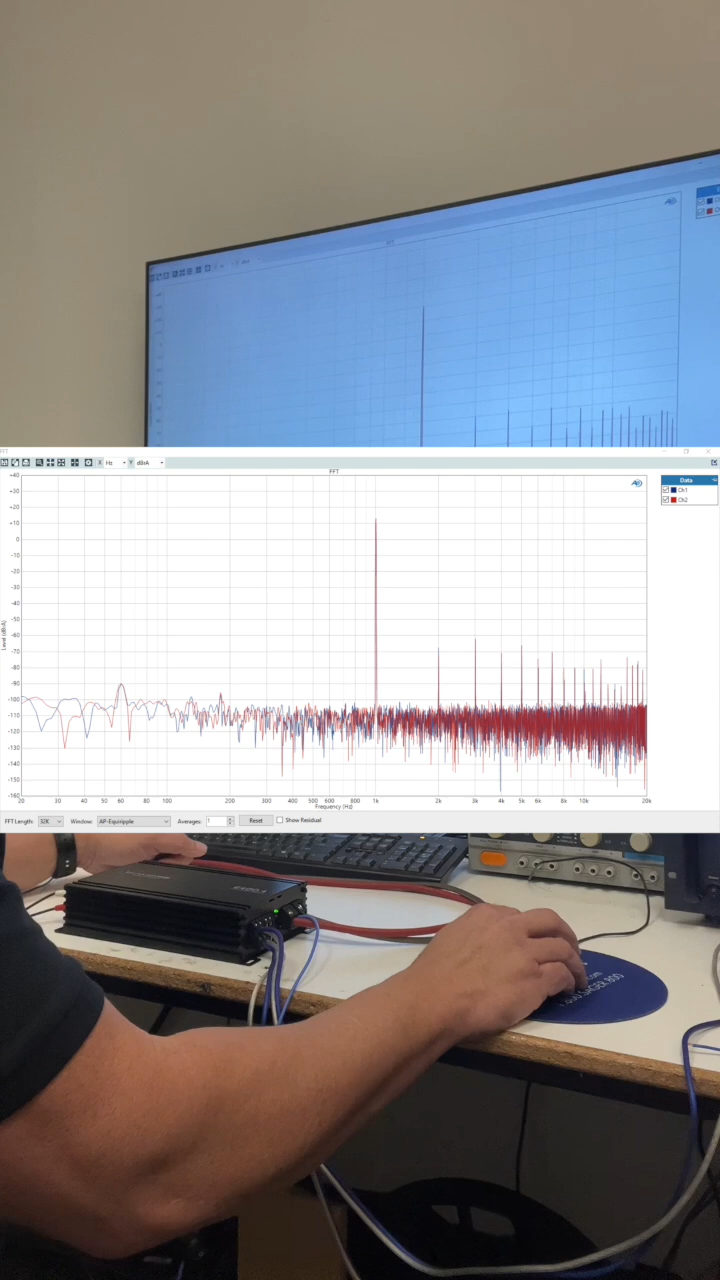 FFT
X Hz Y dBrA
FFT
Data
Ch1
Ch2
Level (dBrA)
+40
+30
+20
+10
0
-10
-20
-30
-40
-50
-60
-70
-80
-90
-100
-110
-120
-130
-140
-150
-160
20 30 40 50 60 80 100 200 300 400 500 600 800 1k 2k 3k 4k 5k 6k 8k 10k 20k
Frequency (Hz)
FFT Length: 32K Window: AP-Equiripple Averages: 1 Reset Show Residual